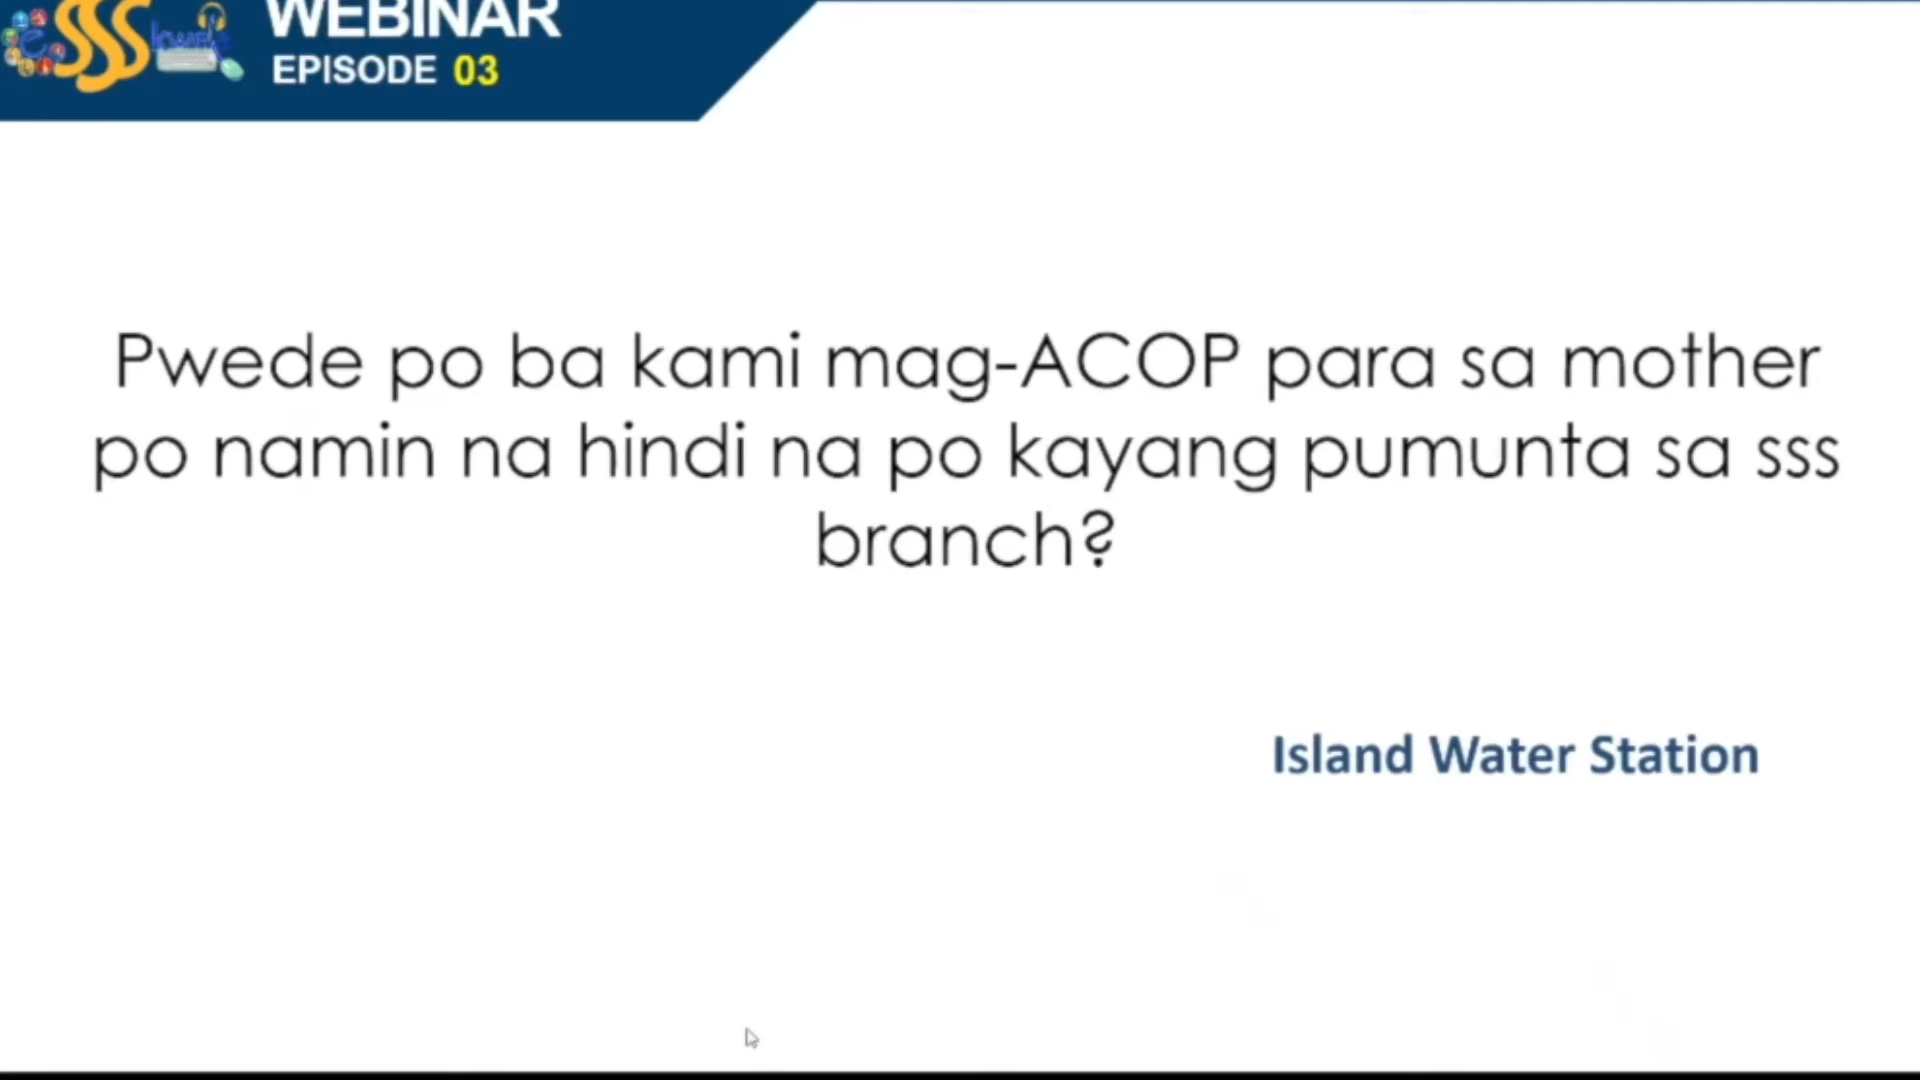 eSSS
WEBINAR
EPISODE 03
Pwede po ba kami mag-ACOP para sa mother
po namin na hindi na po kayang pumunta sa sss
branch?
Island Water Station